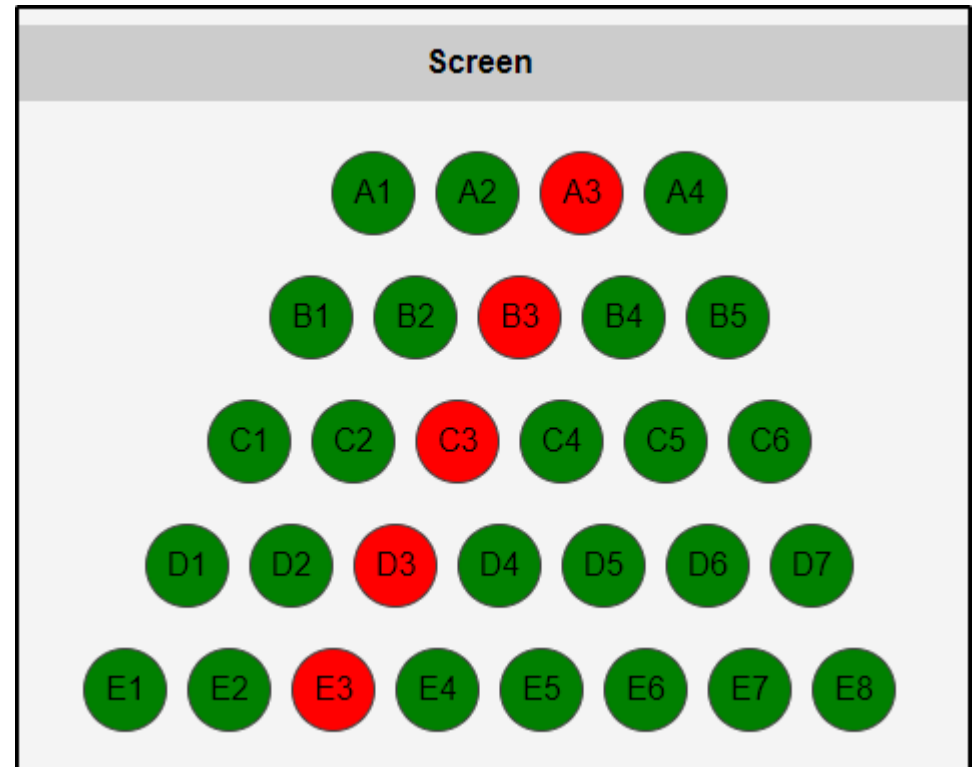 Screen
A1 A2 A3 A4
B1 B2 B3 B4 B5
C1 C2 C3 C4 C5 C6
D1 D2 D3 D4 D5 D6 D7
E1 E2 E3 E4 E5 E6 E7 E8